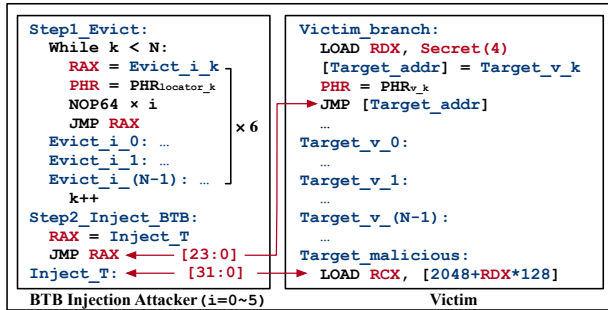 Step1_Evict:
While k < N:
RAX = Evict_i_k
PHR = PHRlocator_k
NOP64 × i
JMP RAX
Evict_i_0: …
Evict_i_1: …
Evict_i_(N-1): …
× 6
k++
Step2_Inject_BTB:
RAX = Inject_T
JMP RAX
[23:0]
Inject_T:
[31:0]
BTB Injection Attacker (i=0~5)
Victim_branch:
LOAD RDX, Secret(4)
[Target_addr] = Target_v_k
PHR = PHRv_k
JMP [Target_addr]
…
Target_v_0:
…
Target_v_1:
…
Target_v_(N-1):
…
Target_malicious:
LOAD RCX, [2048+RDX*128]
Victim